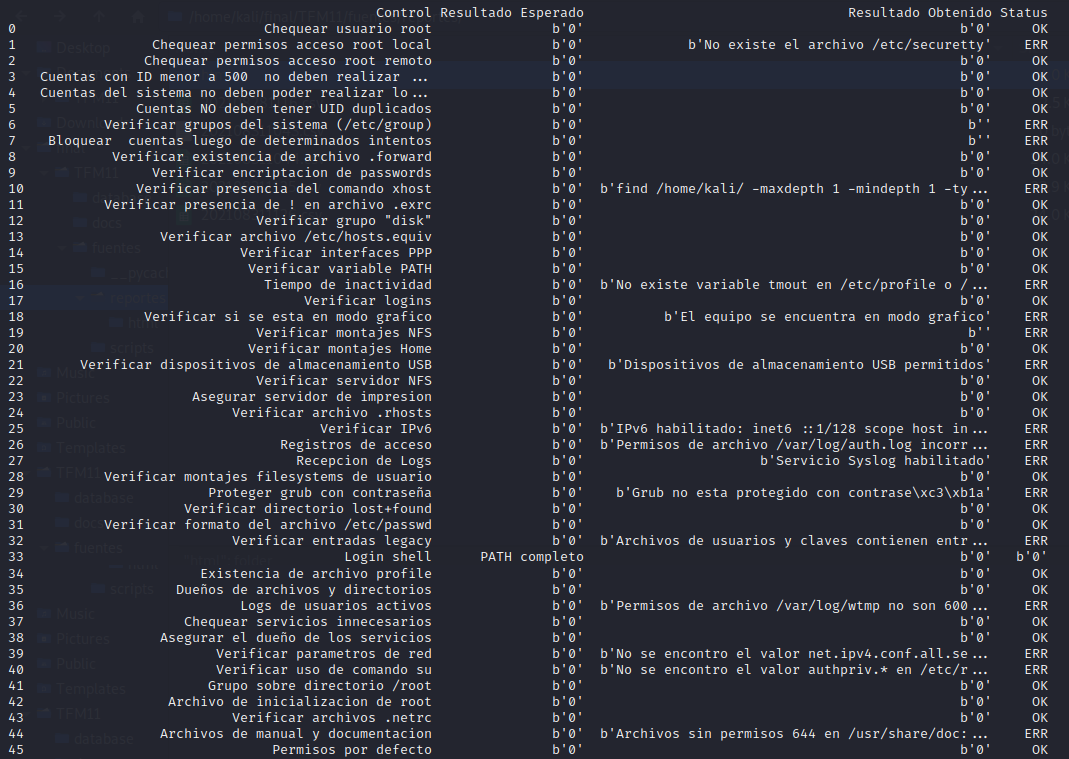 Control Resultado Esperado Resultado Obtenido Status
0 Chequear usuario root b'0' b'0' OK
1 Chequear permisos acceso root local b'0' b'No existe el archivo /etc/securetty' ERR
2 Chequear permisos acceso root remoto b'0' b'0' OK
3 Cuentas con ID menor a 500  no deben realizar ... b'0' b'0' OK
4 Cuentas del sistema no deben poder realizar lo... b'0' b'0' OK
5 Cuentas NO deben tener UID duplicados b'0' b'0' OK
6 Verificar grupos del sistema (/etc/group) b'0' b'' ERR
7 Bloquear  cuentas luego de determinados intentos b'0' b'' ERR
8 Verificar existencia de archivo .forward b'0' b'0' OK
9 Verificar encriptacion de passwords b'0' b'0' OK
10 Verificar presencia del comando xhost b'0' b'find /home/kali/ -maxdepth 1 -mindepth 1 -ty... ERR
11 Verificar presencia de ! en archivo .exrc b'0' b'0' OK
12 Verificar grupo "disk" b'0' b'0' OK
13 Verificar archivo /etc/hosts.equiv b'0' b'0' OK
14 Verificar interfaces PPP b'0' b'0' OK
15 Verificar variable PATH b'0' b'0' OK
16 Tiempo de inactividad b'0' b'No existe variable tmout en /etc/profile o /... ERR
17 Verificar logins b'0' b'0' OK
18 Verificar si se esta en modo grafico b'0' b'El equipo se encuentra en modo grafico' ERR
19 Verificar montajes NFS b'0' b'' ERR
20 Verificar montajes Home b'0' b'0' OK
21 Verificar dispositivos de almacenamiento USB b'0' b'Dispositivos de almacenamiento USB permitidos' ERR
22 Verificar servidor NFS b'0' b'0' OK
23 Asegurar servidor de impresion b'0' b'0' OK
24 Verificar archivo .rhosts b'0' b'0' OK
25 Verificar IPv6 b'0' b'IPv6 habilitado: inet6 ::1/128 scope host in... ERR
26 Registros de acceso b'0' b'Permisos de archivo /var/log/auth.log incorr... ERR
27 Recepcion de Logs b'0' b'Servicio Syslog habilitado' ERR
28 Verificar montajes filesystems de usuario b'0' b'0' OK
29 Proteger grub con contraseña b'0' b'Grub no esta protegido con contrase\xc3\xb1a' ERR
30 Verificar directorio lost+found b'0' b'0' OK
31 Verificar formato del archivo /etc/passwd b'0' b'0' OK
32 Verificar entradas legacy b'0' b'Archivos de usuarios y claves contienen entr... ERR
33 Login shell PATH completo b'0' b'0'
34 Existencia de archivo profile b'0' b'0' OK
35 Dueños de archivos y directorios b'0' b'0' OK
36 Logs de usuarios activos b'0' b'Permisos de archivo /var/log/wtmp no son 600... ERR
37 Chequear servicios innecesarios b'0' b'0' OK
38 Asegurar el dueño de los servicios b'0' b'0' OK
39 Verificar parametros de red b'0' b'No se encontro el valor net.ipv4.conf.all.se... ERR
40 Verificar uso de comando su b'0' b'No se encontro el valor authpriv.* en /etc/r... ERR
41 Grupo sobre directorio /root b'0' b'0' OK
42 Archivo de inicializacion de root b'0' b'0' OK
43 Verificar archivos .netrc b'0' b'0' OK
44 Archivos de manual y documentacion b'0' b'Archivos sin permisos 644 en /usr/share/doc:... ERR
45 Permisos por defecto b'0' b'0' OK